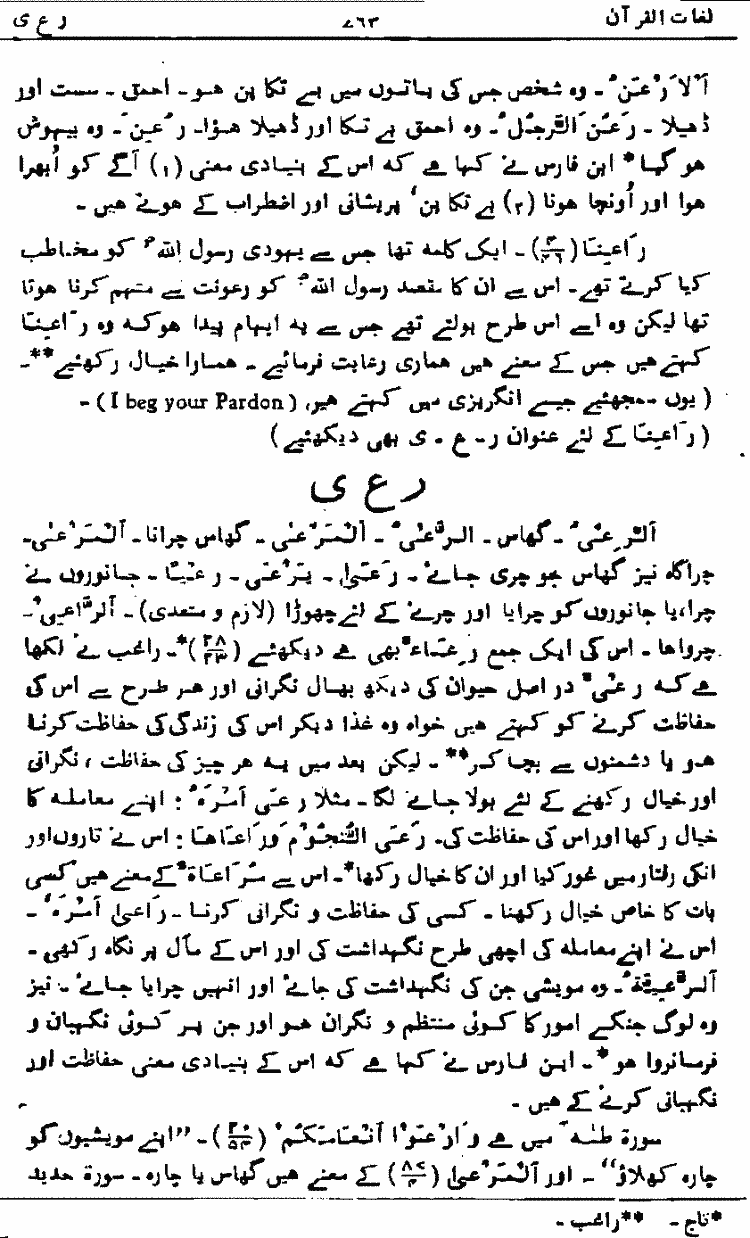 لغات القرآن ۷۶۳ ر ع ی
اَلْاَرْعَنُ ۔ وہ شخص جس کی باتوں میں بے تکا پن ہو۔ احمق ۔ سست اور
ڈھیلا ۔ رَعُنَ الرَّجُلُ ۔ وہ احمق بے تکا اور ڈھیلا ہؤا۔ رَعِنَ ۔ وہ بیہوش
ہو گیا* ابن فارس نے کہا ہے کہ اس کے بنیادی معنی (۱) آگے کو اُبھرا
ہوا اور اُونچا ہونا (۲) بے تکا پن، پریشانی اور اضطراب کے ہوتے ہیں ۔
رَاعِنَا ۔ ایک کلمہ تھا جس سے یہودی رسول اللہ ؐ کو مخاطب
کیا کرتے تھے۔ اس سے ان کا مقصد رسول اللہ ؐ کو رعونت سے متہم کرنا ہوتا
تھا لیکن وہ اسے اس طرح بولتے تھے جس سے یہ ایہام پیدا ہو کہ وہ رَاعِنَا
کہتے ہیں جس کے معنے ہیں ہماری رعایت فرمائیے ۔ ہمارا خیال رکھئیے** ۔
( یوں سمجھئیے جیسے انگریزی میں کہتے ہیں، (I beg your Pardon) ۔
( رَاعِنَا کے لئے عنوان ر ۔ ع ۔ ی بھی دیکھئیے )
ر ع ی
اَلرِّعْیُ ۔ گھاس ۔ الرَّعْیُ ۔ اَلْمَرْعٰی ۔ گھاس چرانا ۔ اَلْمَرْعٰی ۔
چراگاہ نیز گھاس جو چری جائے ۔ رَعٰی ۔ یَرْعٰی ۔ رَعْیًا ۔ جانوروں نے
چرا، یا جانوروں کو چرایا اور چرنے کے لئے چھوڑا (لازم و متعدی) ۔ اَلرَّاعِیْ ۔
چرواہا ۔ اس کی ایک جمع رِعَاءٌ بھی ہے دیکھئیے (۲۸/۲۳)* ۔ راغب نے لکھا
ہے کہ رَعْیٌ در اصل حیوان کی دیکھ بھال نگرانی اور ہر طرح سے اس کی
حفاظت کرنے کو کہتے ہیں خواہ وہ غذا دیکر اس کی زندگی کی حفاظت کرنا
ہو یا دشمنوں سے بچا کر** ۔ لیکن بعد میں یہ ہر چیز کی حفاظت ، نگرانی
اور خیال رکھنے کے لئے بولا جانے لگا ۔ مثلا رَعٰی اَمْرَہٗ : اپنے معاملہ کا
خیال رکھا اور اس کی حفاظت کی۔ رَعَی النُّجُوْمَ وَرَاعَاھَا : اس نے تاروں اور
انکی رفتار میں غور کیا اور ان کا خیال رکھا* ۔ اس سے مُرَاعَاۃٌ کے معنے ہیں کسی
بات کا خاص خیال رکھنا ۔ کسی کی حفاظت و نگرانی کرنا ۔ رَاعٰی اَمْرَہٗ ۔
اس نے اپنے معاملہ کی اچھی طرح نگہداشت کی اور اس کے مآل پر نگاہ رکھی ۔
اَلرَّعِیَّۃُ ۔ وہ مویشی جن کی نگہداشت کی جائے اور انہیں چرایا جائے ۔ نیز
وہ لوگ جنکے امور کا کوئی منتظم و نگران ہو اور جن پر کوئی نگہبان و
فرمانروا ہو* ۔ ابن فارس نے کہا ہے کہ اس کے بنیادی معنی حفاظت اور
نگہبانی کرنے کے ہیں ۔
سورۃ طٰہٰ میں ہے وَارْعَوْا اَنْعَامَکُمْ (۲۰/۵۴) ۔ ”اپنے مویشیوں کو
چارہ کھلاؤ“ ۔ اور اَلْمَرْعٰی (۸۷/۴) کے معنے ہیں گھاس یا چارہ ۔ سورۃ حدید
*تاج ۔ **راغب ۔